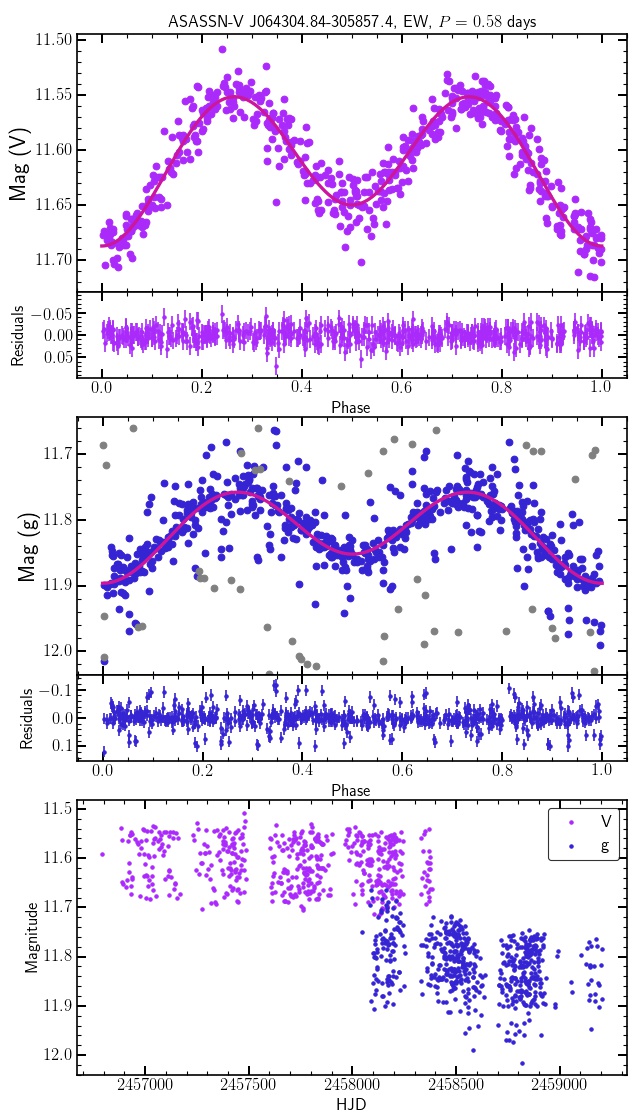 ASASSN-V J064304.84-305857.4, EW, P = 0.58 days
11.50
11.55
11.60
11.65
11.70
Mag (V)
−0.05
0.00
0.05
Residuals
0.0 0.2 0.4 0.6 0.8 1.0
Phase
11.7
11.8
11.9
12.0
Mag (g)
−0.1
0.0
0.1
Residuals
0.0 0.2 0.4 0.6 0.8 1.0
Phase
11.5
11.6
11.7
11.8
11.9
12.0
Magnitude
V
g
2457000 2457500 2458000 2458500 2459000
HJD